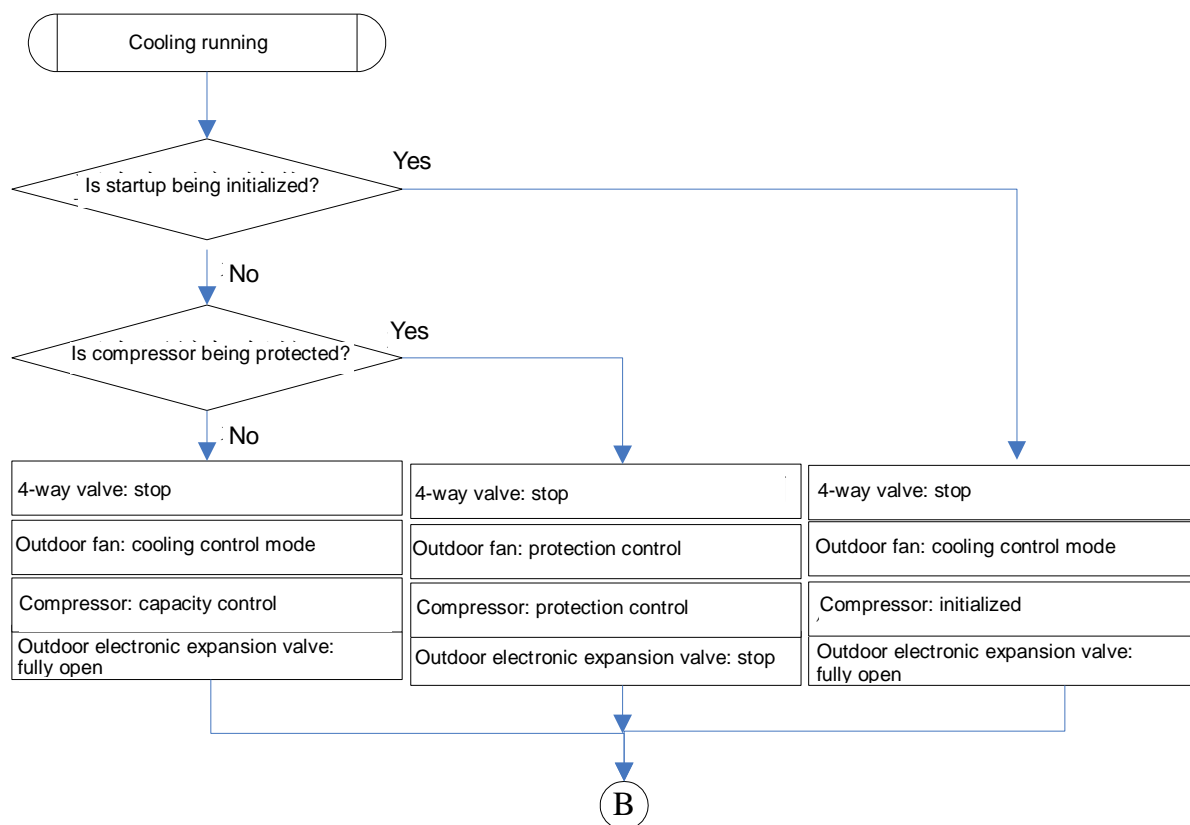 Cooling running
Yes
Is startup being initialized?
No
Yes
Is compressor being protected?
No
4-way valve: stop
Outdoor fan: cooling control mode
Compressor: capacity control
Outdoor electronic expansion valve:
fully open
4-way valve: stop
Outdoor fan: protection control
Compressor: protection control
Outdoor electronic expansion valve: stop
4-way valve: stop
Outdoor fan: cooling control mode
Compressor: initialized
Outdoor electronic expansion valve:
fully open
B